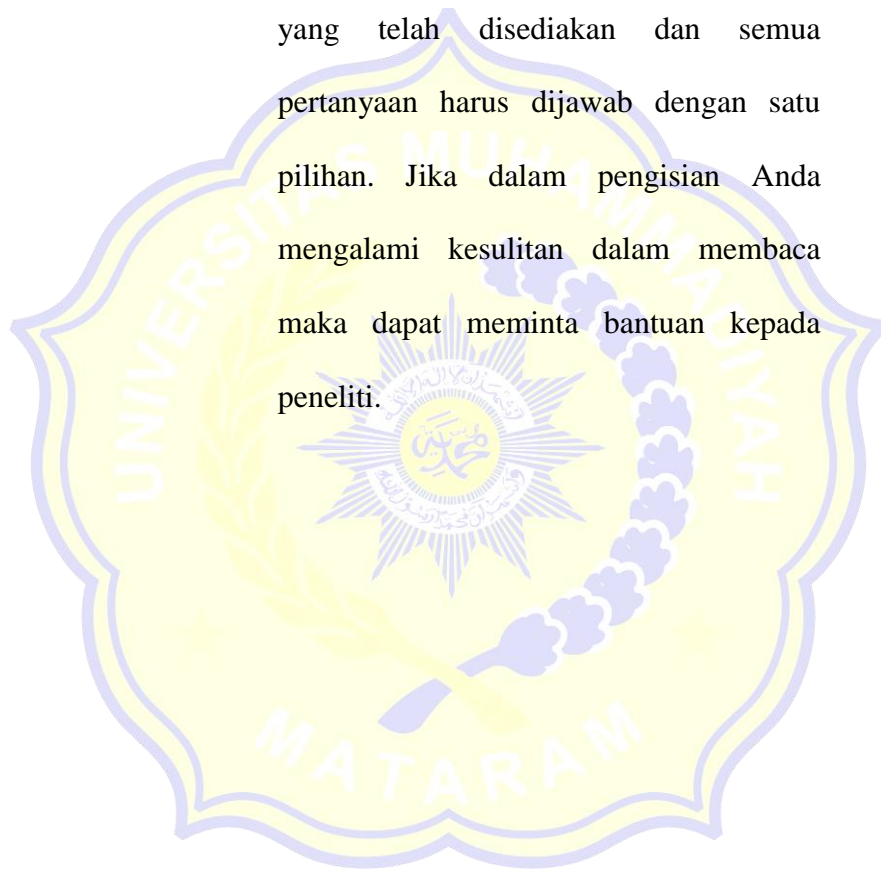 yang telah disediakan dan semua
pertanyaan harus dijawab dengan satu
pilihan. Jika dalam pengisian Anda
mengalami kesulitan dalam membaca
maka dapat meminta bantuan kepada
peneliti.
UNIVERSITAS MUHAMMADIYAH
MATARAM